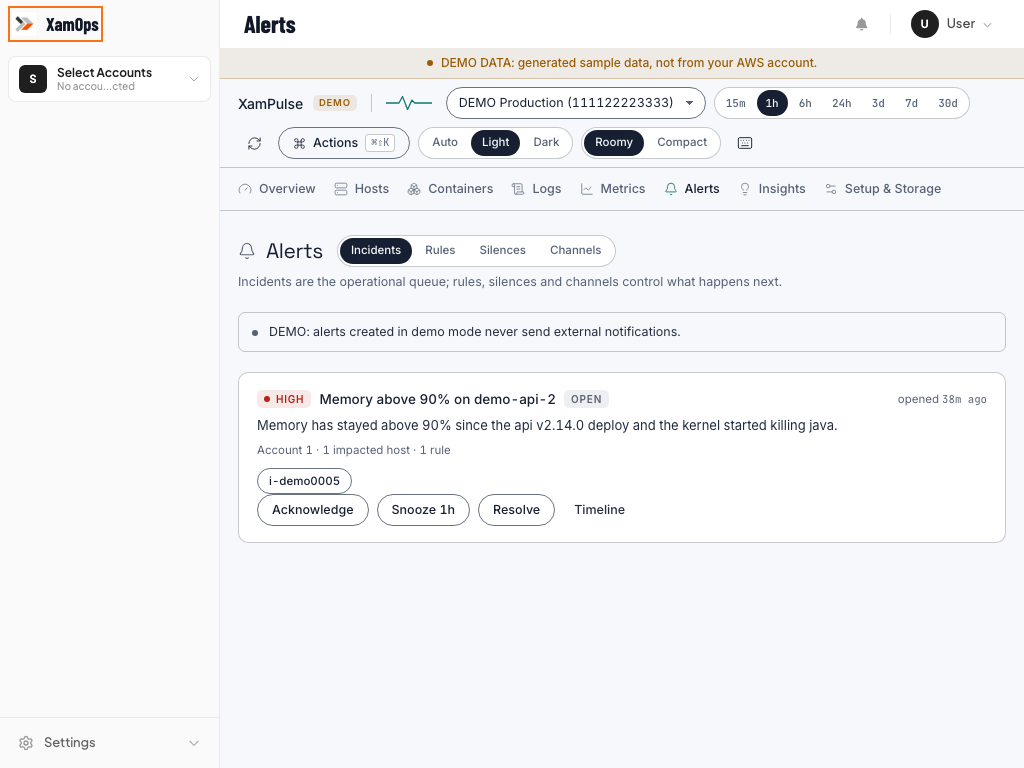 XamOps
Alerts
U User
S Select Accounts
No accou...cted
DEMO DATA: generated sample data, not from your AWS account.
XamPulse DEMO DEMO Production (111122223333) 15m 1h 6h 24h 3d 7d 30d
⌘ Actions ⌘⇧K Auto Light Dark Roomy Compact
Overview Hosts Containers Logs Metrics Alerts Insights Setup & Storage
Alerts Incidents Rules Silences Channels
Incidents are the operational queue; rules, silences and channels control what happens next.
DEMO: alerts created in demo mode never send external notifications.
HIGH Memory above 90% on demo-api-2 OPEN opened 38m ago
Memory has stayed above 90% since the api v2.14.0 deploy and the kernel started killing java.
Account 1 · 1 impacted host · 1 rule
i-demo0005
Acknowledge Snooze 1h Resolve Timeline
Settings